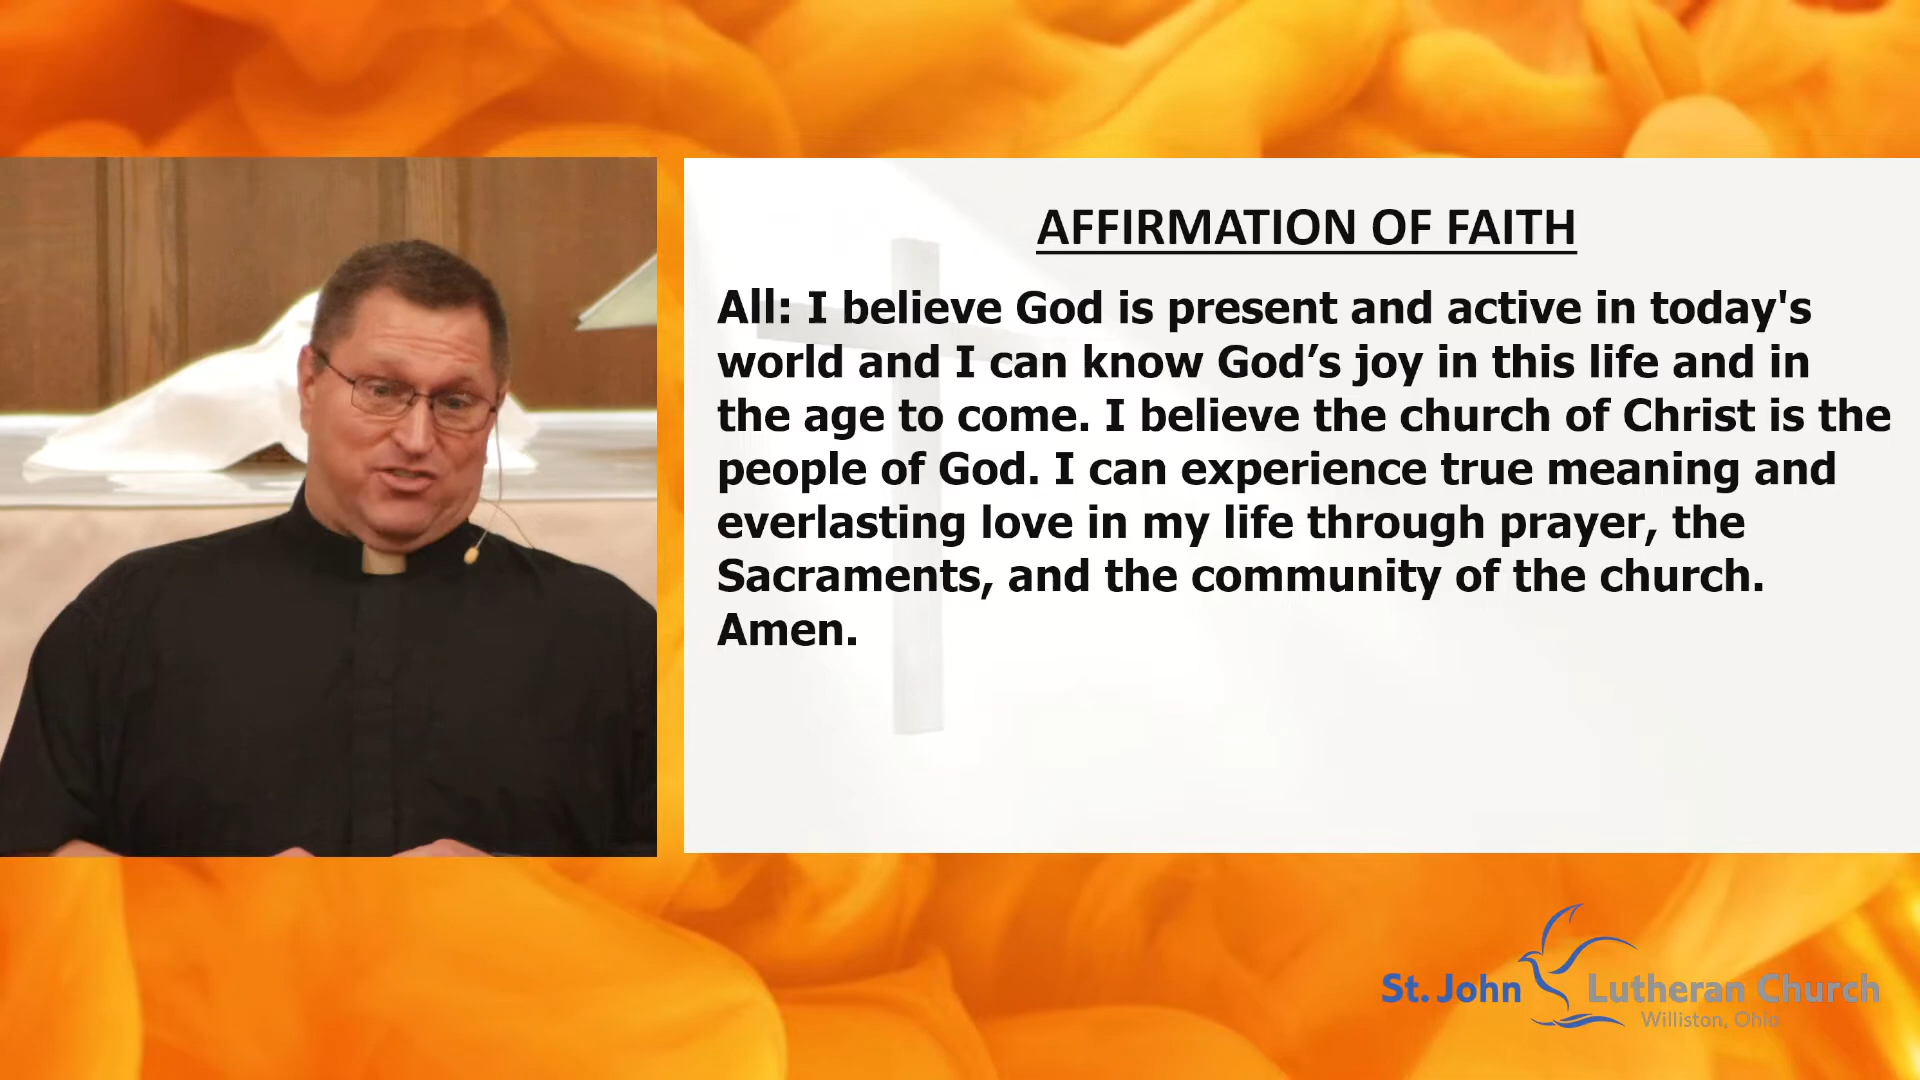 AFFIRMATION OF FAITH
All: I believe God is present and active in today's
world and I can know God’s joy in this life and in
the age to come. I believe the church of Christ is the
people of God. I can experience true meaning and
everlasting love in my life through prayer, the
Sacraments, and the community of the church.
Amen.
St. John Lutheran Church
Williston, Ohio